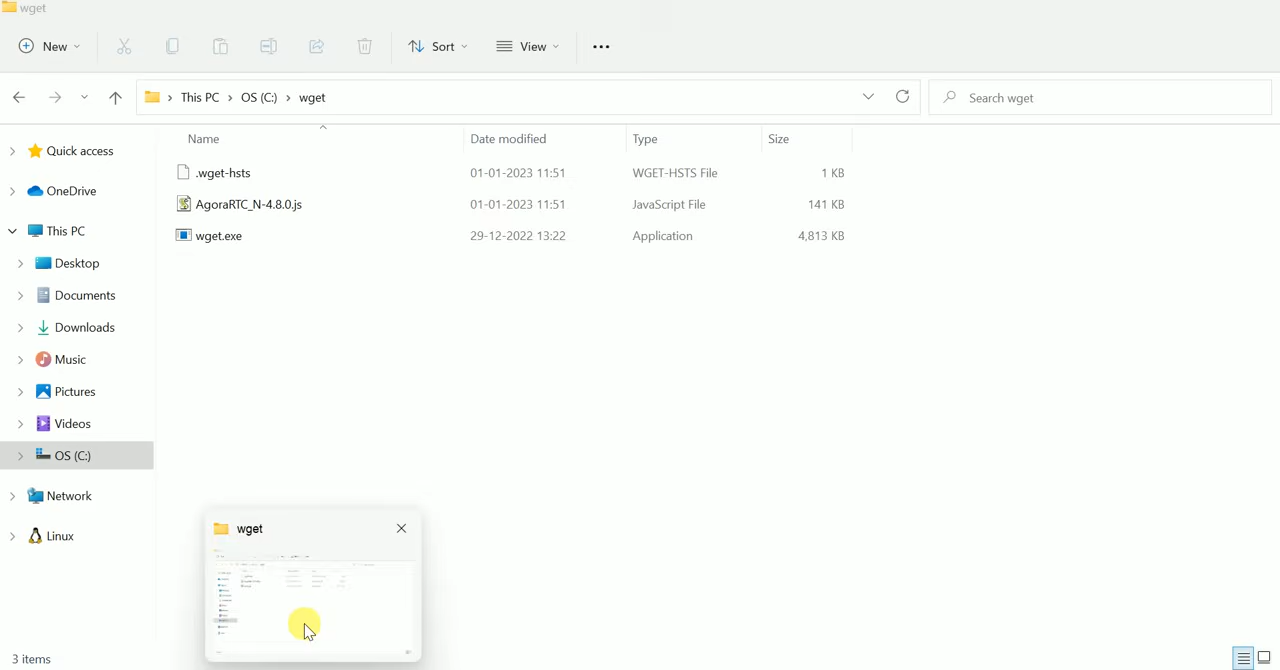 wget
New Sort View
This PC OS (C:) wget Search wget
Name Date modified Type Size
Quick access
.wget-hsts 01-01-2023 11:51 WGET-HSTS File 1 KB
OneDrive
AgoraRTC_N-4.8.0.js 01-01-2023 11:51 JavaScript File 141 KB
This PC
wget.exe 29-12-2022 13:22 Application 4,813 KB
Desktop
Documents
Downloads
Music
Pictures
Videos
OS (C:)
Network
Linux
wget
3 items